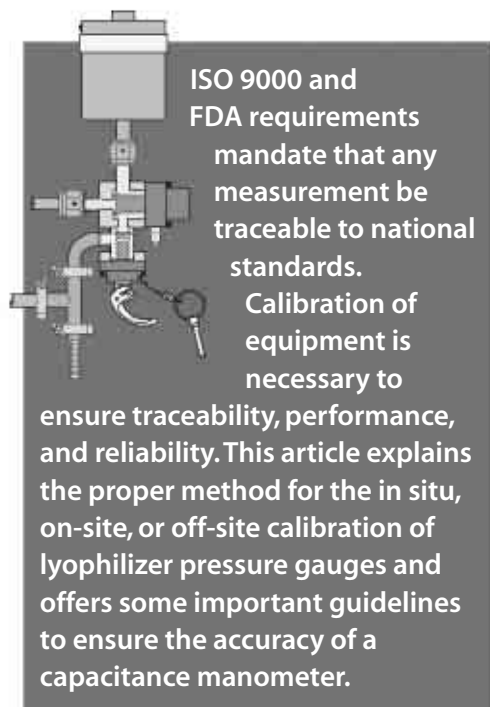 ISO 9000 and
FDA requirements
mandate that any
measurement be
traceable to national
standards.
Calibration of
equipment is
necessary to
ensure traceability, performance,
and reliability. This article explains
the proper method for the in situ,
on-site, or off-site calibration of
lyophilizer pressure gauges and
offers some important guidelines
to ensure the accuracy of a
capacitance manometer.